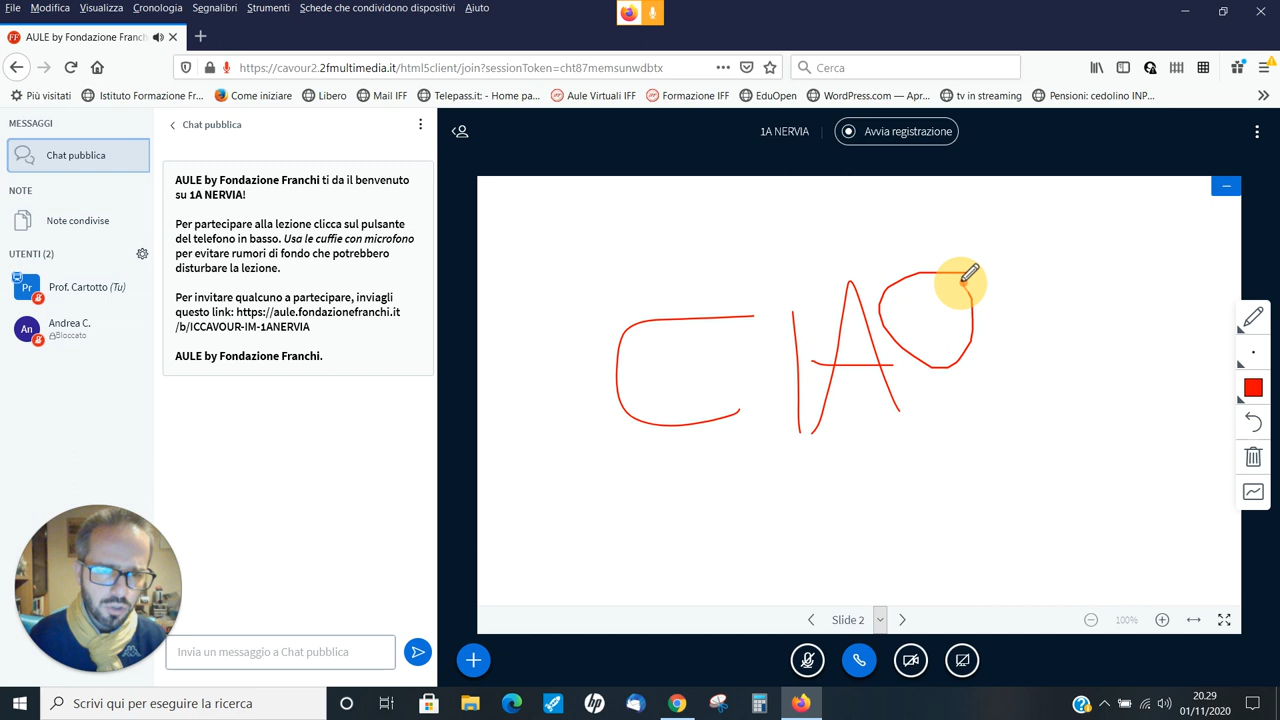 File Modifica Visualizza Cronologia Segnalibri Strumenti Schede che condividono dispositivi Aiuto
AULE by Fondazione Franch
https://cavour2.2fmultimedia.it/html5client/join?sessionToken=cht87memsunwdbtx
Cerca
Più visitati Istituto Formazione Fr... Come iniziare Libero Mail IFF Telepass.it: - Home pa... Aule Virtuali IFF Formazione IFF EduOpen WordPress.com — Apr... tv in streaming Pensioni: cedolino INP...
MESSAGGI
Chat pubblica
NOTE
Note condivise
UTENTI (2)
Pr Prof. Cartotto (Tu)
An Andrea C.
Bloccato
Chat pubblica
AULE by Fondazione Franchi ti da il benvenuto
su 1A NERVIA!
Per partecipare alla lezione clicca sul pulsante
del telefono in basso. Usa le cuffie con microfono
per evitare rumori di fondo che potrebbero
disturbare la lezione.
Per invitare qualcuno a partecipare, inviagli
questo link: https://aule.fondazionefranchi.it
/b/ICCAVOUR-IM-1ANERVIA
AULE by Fondazione Franchi.
Invia un messaggio a Chat pubblica
1A NERVIA
Avvia registrazione
CIAO
Slide 2
100%
Scrivi qui per eseguire la ricerca
20.29
01/11/2020